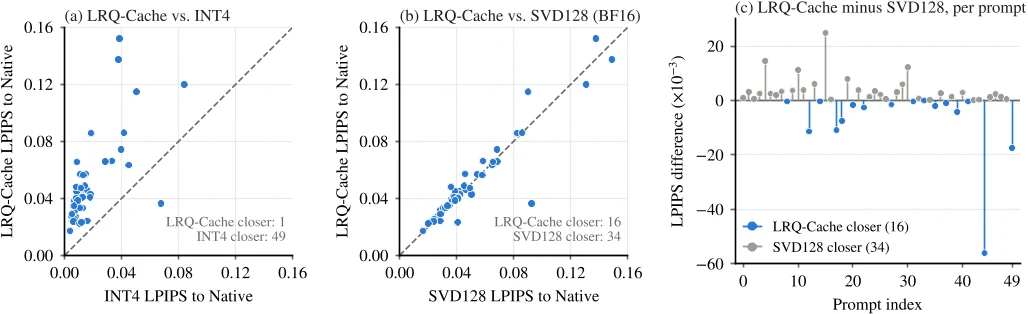 (a) LRQ-Cache vs. INT4
LRQ-Cache LPIPS to Native
0.16
0.12
0.08
0.04
0.00
0.00 0.04 0.08 0.12 0.16
INT4 LPIPS to Native
LRQ-Cache closer: 1
INT4 closer: 49
(b) LRQ-Cache vs. SVD128 (BF16)
LRQ-Cache LPIPS to Native
0.16
0.12
0.08
0.04
0.00
0.00 0.04 0.08 0.12 0.16
SVD128 LPIPS to Native
LRQ-Cache closer: 16
SVD128 closer: 34
(c) LRQ-Cache minus SVD128, per prompt
LPIPS difference (×10⁻³)
20
0
−20
−40
−60
LRQ-Cache closer (16)
SVD128 closer (34)
0 10 20 30 40 49
Prompt index